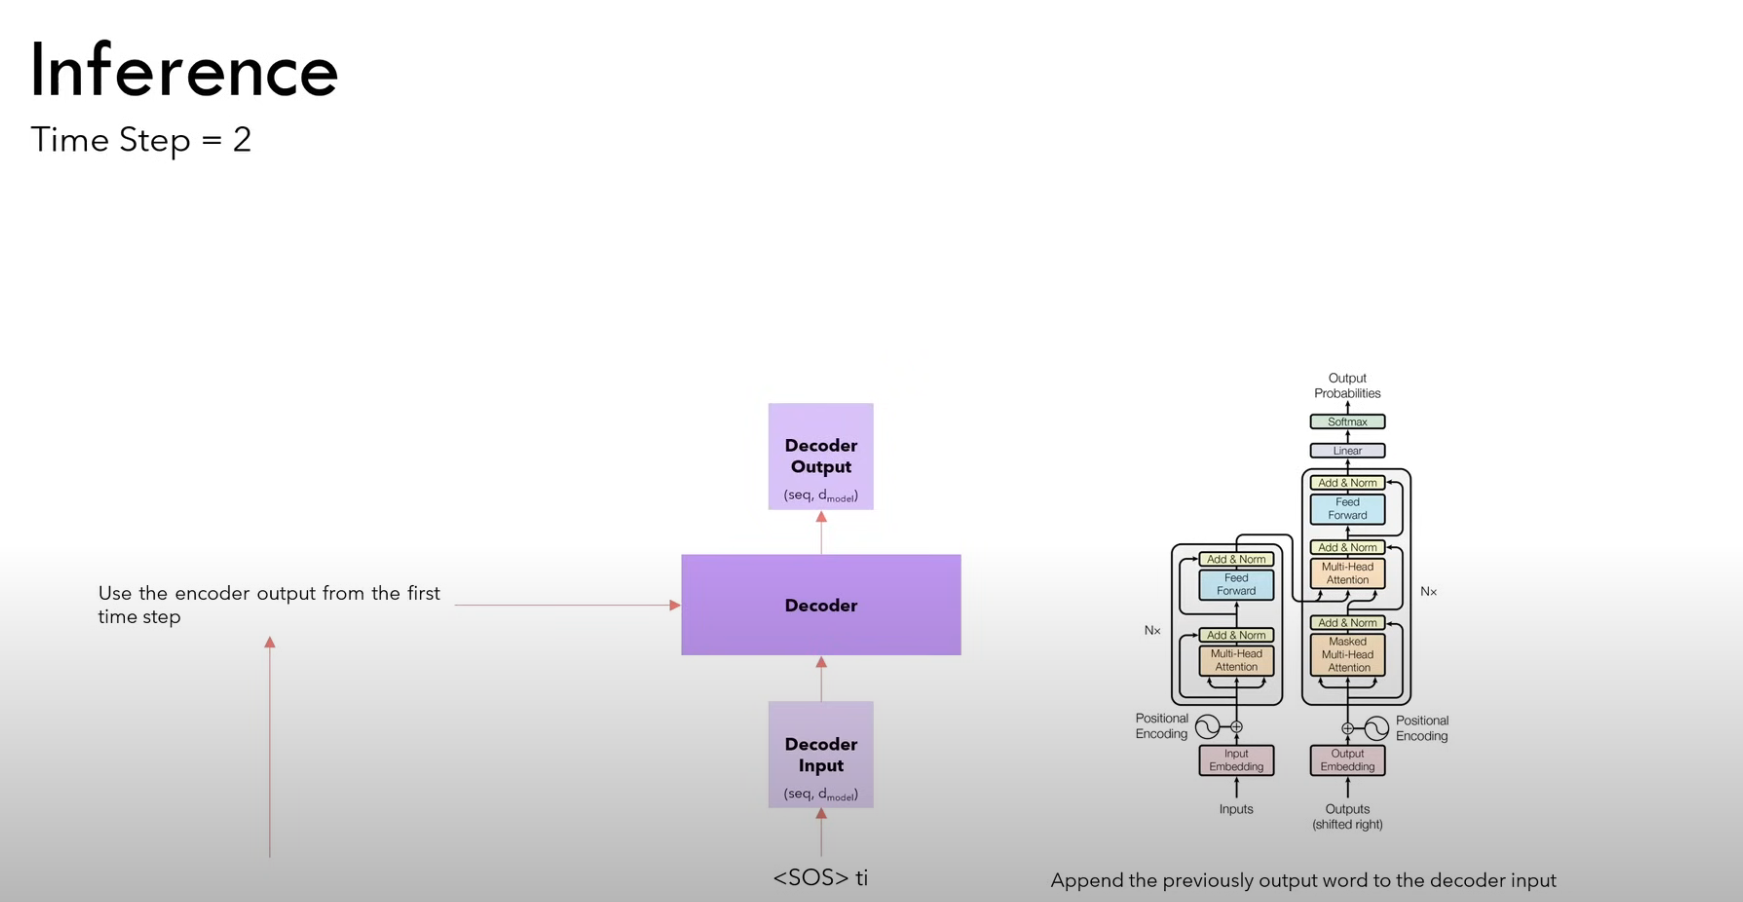 Inference
Time Step = 2
Use the encoder output from the first
time step
Decoder
Output
(seq, dmodel)
Decoder
Decoder
Input
(seq, dmodel)
<SOS> ti
Output
Probabilities
Softmax
Linear
Add & Norm
Feed
Forward
Add & Norm
Multi-Head
Attention
Nx
Add & Norm
Masked
Multi-Head
Attention
Add & Norm
Feed
Forward
Nx
Add & Norm
Multi-Head
Attention
Positional
Encoding
Positional
Encoding
Input
Embedding
Output
Embedding
Inputs
Outputs
(shifted right)
Append the previously output word to the decoder input